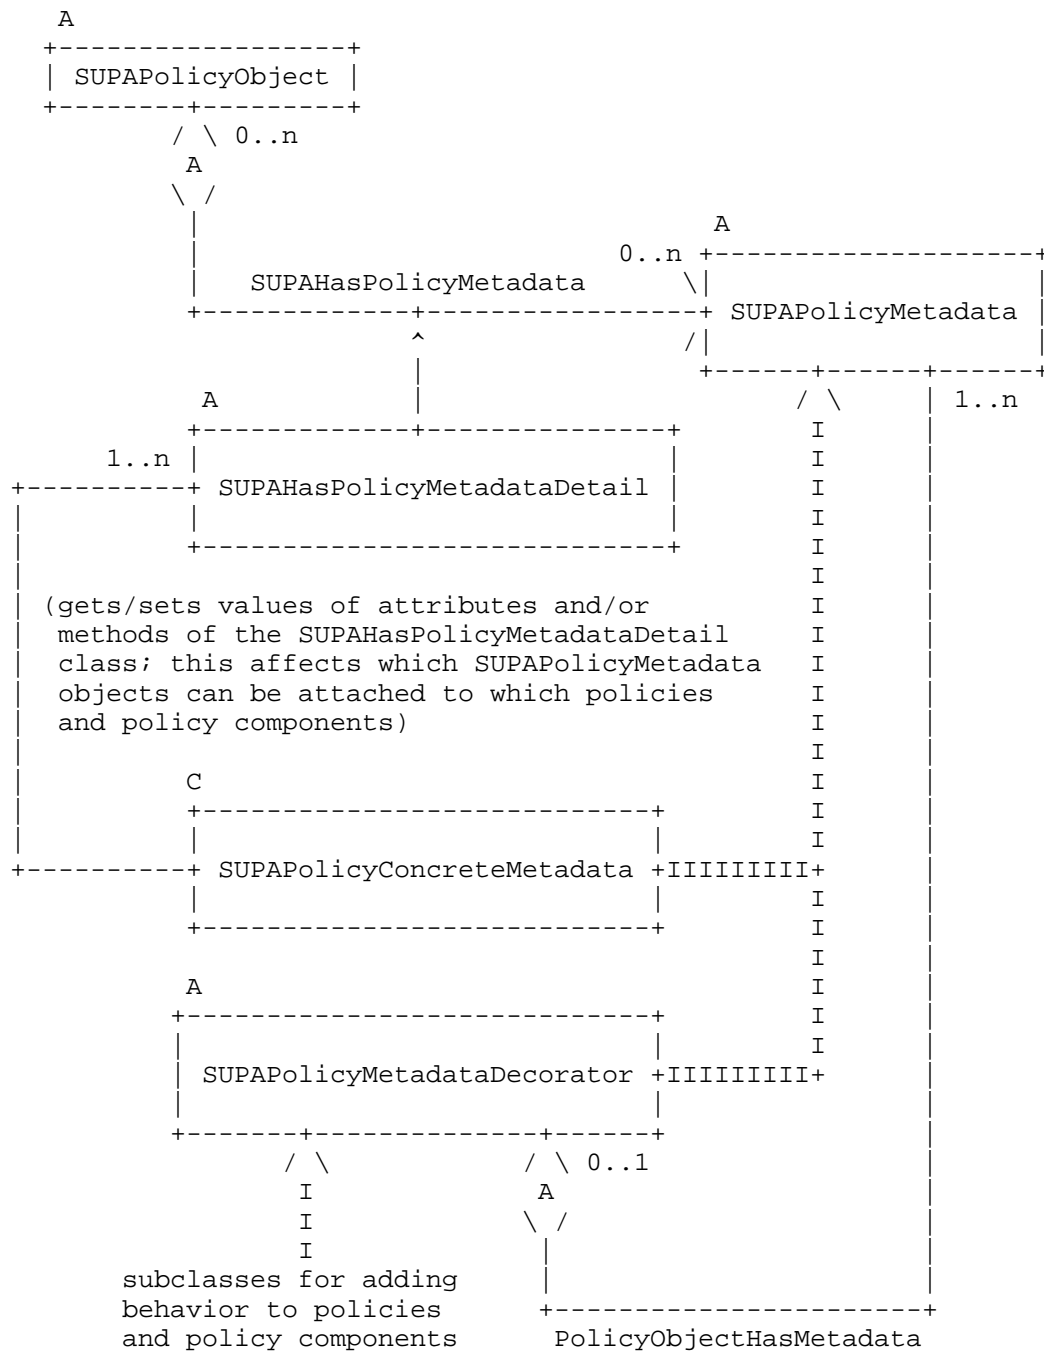 A
SUPAPolicyObject
0..n
A
A
0..n
SUPAHasPolicyMetadata
SUPAPolicyMetadata
A
1..n
1..n
SUPAHasPolicyMetadataDetail
(gets/sets values of attributes and/or
methods of the SUPAHasPolicyMetadataDetail
class; this affects which SUPAPolicyMetadata
objects can be attached to which policies
and policy components)
C
SUPAPolicyConcreteMetadata
A
SUPAPolicyMetadataDecorator
0..1
A
subclasses for adding
behavior to policies
and policy components
PolicyObjectHasMetadata